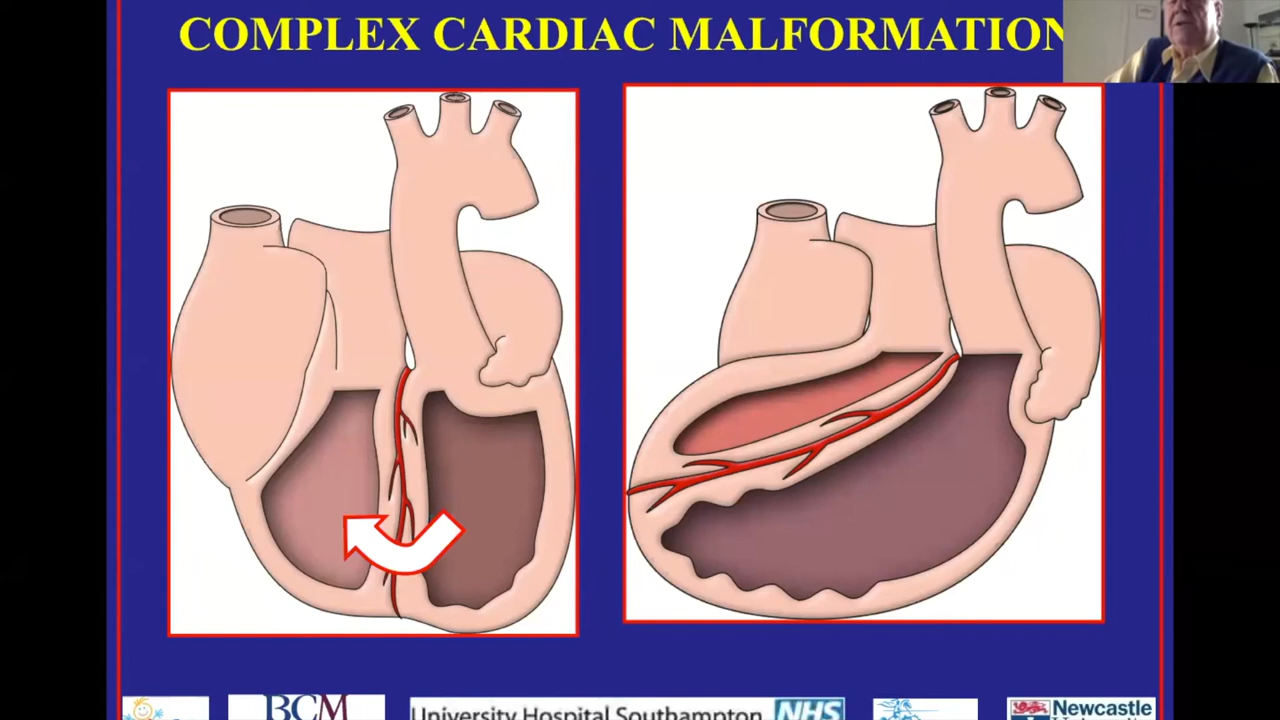 COMPLEX CARDIAC MALFORMATION
BCM
University Hospital Southampton NHS
Newcastle